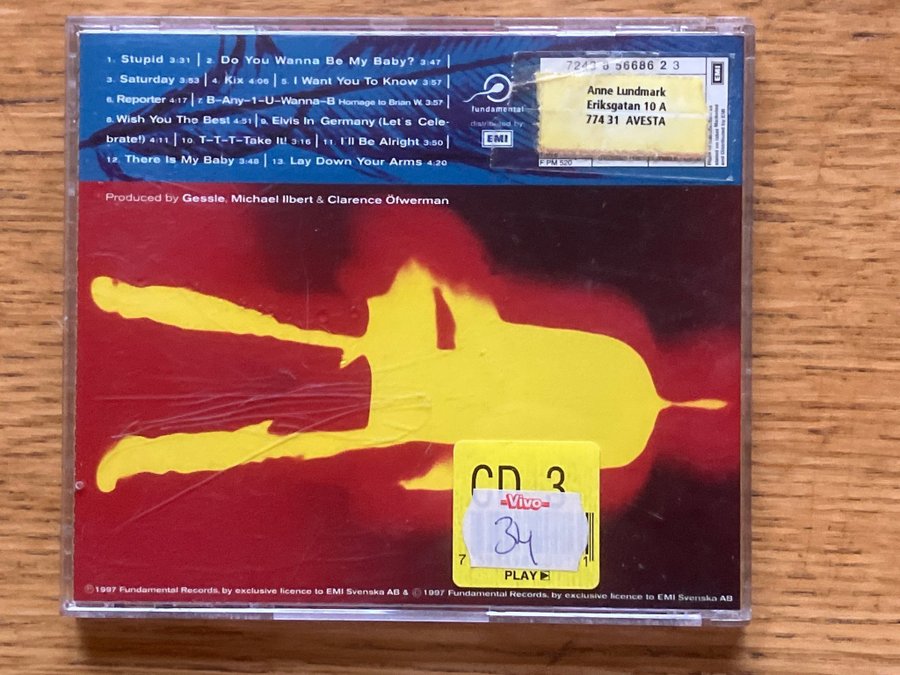 1. Stupid 3:31 | 2. Do You Wanna Be My Baby? 3:47 |
3. Saturday 3:53 | 4. Kix 4:06 | 5. I Want You To Know 3:57
6. Reporter 4:17 | 7. B-Any-1-U-Wanna-B Homage to Brian W. 3:57 |
8. Wish You The Best 4:51 | 9. Elvis In Germany (Let's Cele-
brate!) 4:11 | 10. T-T-T-Take It! 3:16 | 11. I'll Be Alright 3:50 |
12. There Is My Baby 3:48 | 13. Lay Down Your Arms 4:20
fundamental
distributed by:
EMI
7243 8 56686 2 3
EMI
Anne Lundmark
Eriksgatan 10 A
774 31 AVESTA
F PM 520
Produced by Gessle, Michael Ilbert & Clarence Öfwerman
CD 3
Vivo
34
7 1
PLAY
℗1997 Fundamental Records, by exclusive licence to EMI Svenska AB & ©1997 Fundamental Records, by exclusive licence to EMI Svenska AB